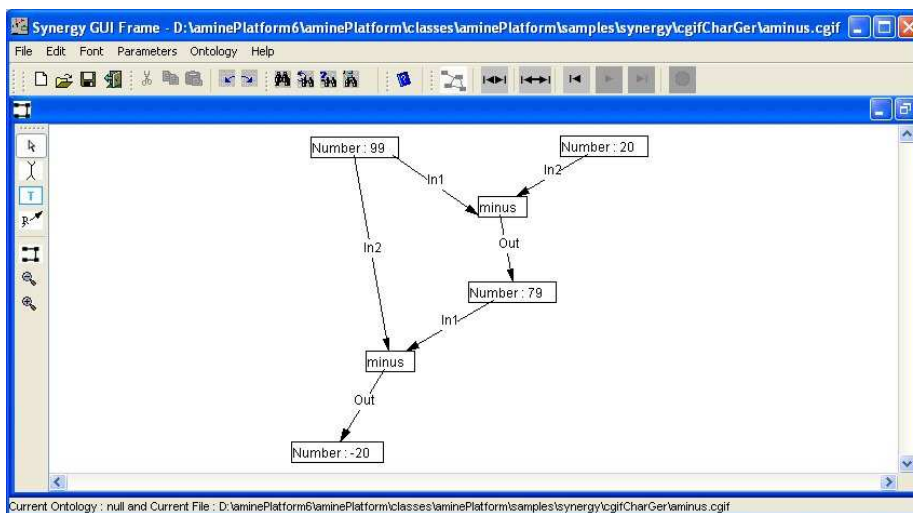 Synergy GUI Frame - D:\aminePlatform6\aminePlatform\classes\aminePlatform\samples\synergy\cgifCharGer\aminus.cgif
File Edit Font Parameters Ontology Help
T
R
Number : 99
Number : 20
In1
In2
minus
In2
Out
Number : 79
In1
minus
Out
Number : -20
Current Ontology : null and Current File : D:\aminePlatform6\aminePlatform\classes\aminePlatform\samples\synergy\cgifCharGer\aminus.cgif